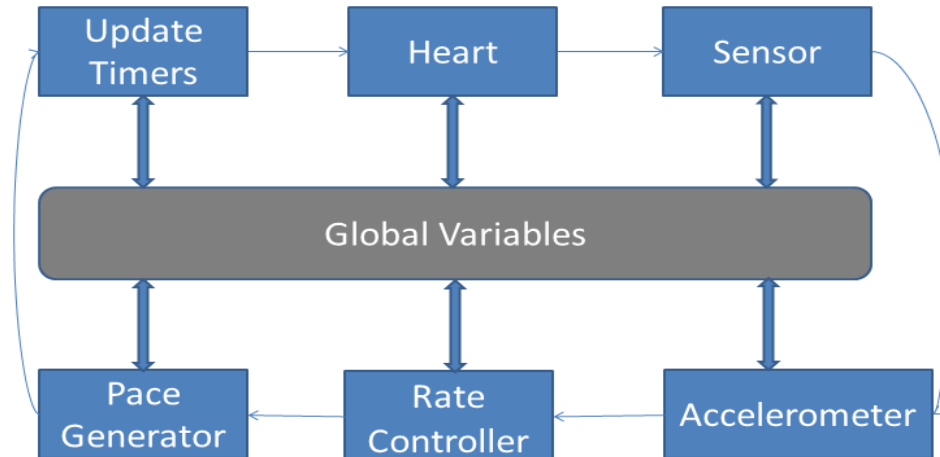 Update
Timers
Heart
Sensor
Global Variables
Pace
Generator
Rate
Controller
Accelerometer